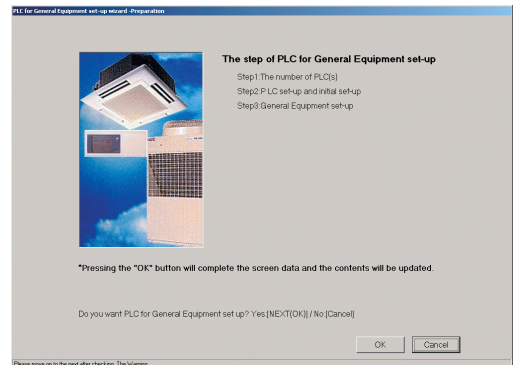 PLC for General Equipment set-up wizard -Preparation
The step of PLC for General Equipment set-up
Step1:The number of PLC(s)
Step2:P LC set-up and initial set-up
Step3:General Equipment set-up
*Pressing the "OK" button will complete the screen data and the contents will be updated.
Do you want PLC for General Equipment set up? Yes:[NEXT(OK)] / No:[Cancel]
OK
Cancel
Please move on to the next after checking. The Warning